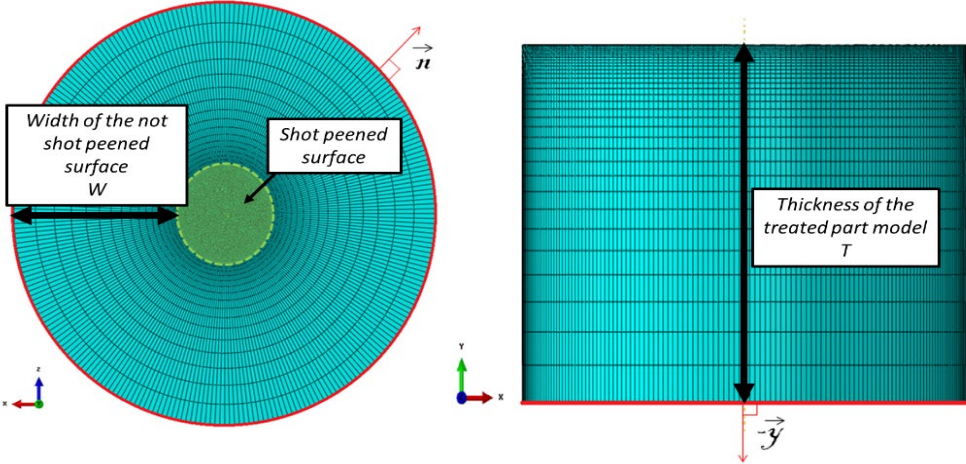 n
Width of the not
shot peened
surface
W
Shot peened
surface
Thickness of the
treated part model
T
z
x
Y
X
-y